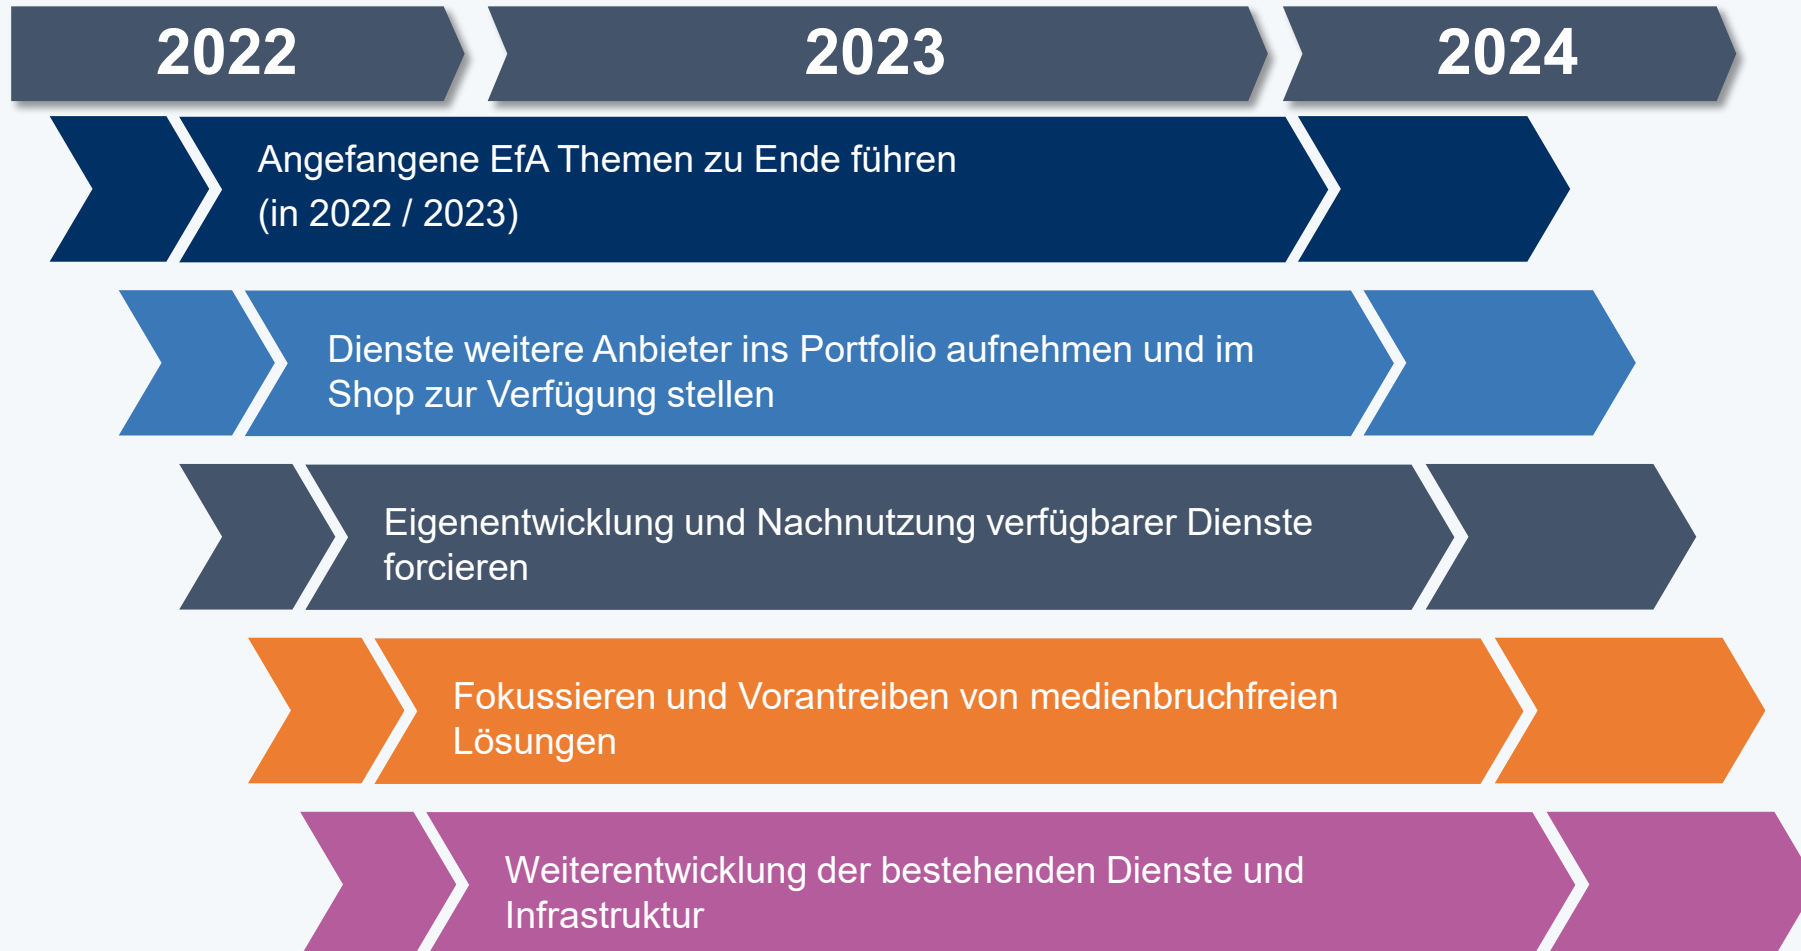 2022
2023
2024
Angefangene EfA Themen zu Ende führen
(in 2022 / 2023)
Dienste weitere Anbieter ins Portfolio aufnehmen und im
Shop zur Verfügung stellen
Eigenentwicklung und Nachnutzung verfügbarer Dienste
forcieren
Fokussieren und Vorantreiben von medienbruchfreien
Lösungen
Weiterentwicklung der bestehenden Dienste und
Infrastruktur